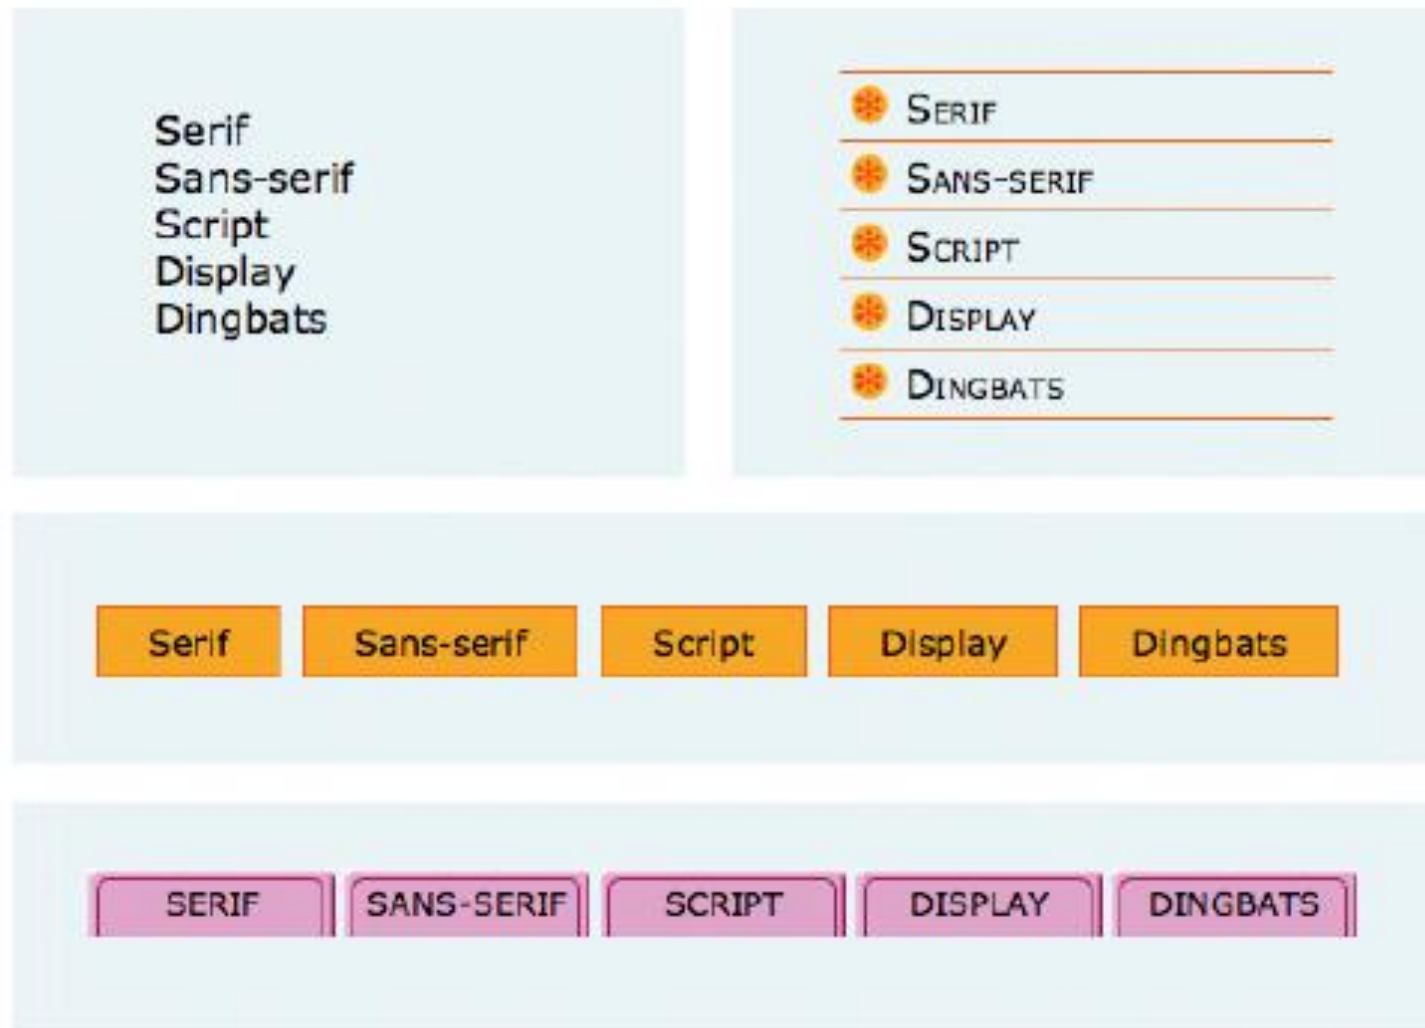 Serif
Sans-serif
Script
Display
Dingbats
SERIF
SANS-SERIF
SCRIPT
DISPLAY
DINGBATS
Serif Sans-serif Script Display Dingbats
SERIF SANS-SERIF SCRIPT DISPLAY DINGBATS